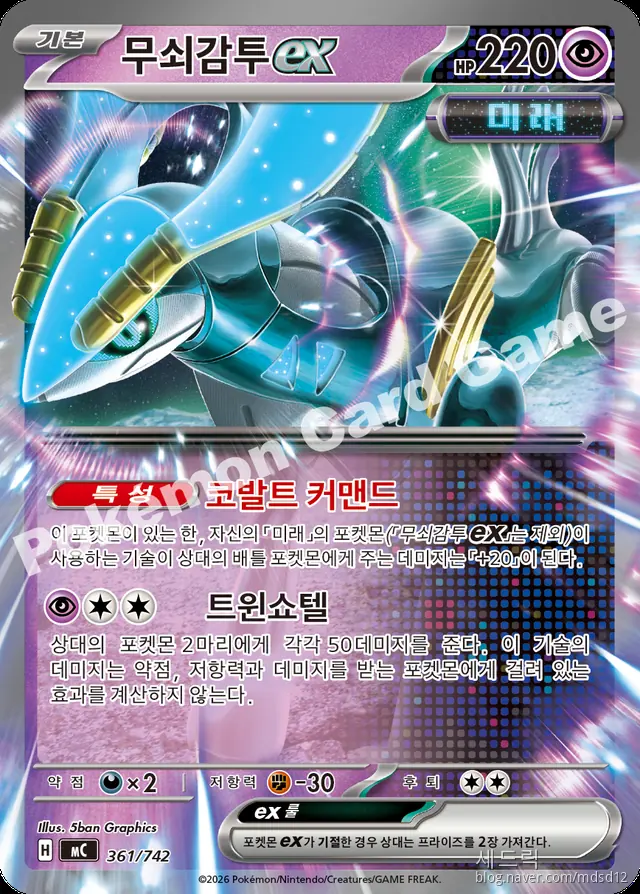 기본 무쇠감투ex HP220
미래
Pokémon Card Game
특성 코발트 커맨드
이 포켓몬이 있는 한, 자신의 「미래」의 포켓몬(「무쇠감투 ex」는 제외)이
사용하는 기술이 상대의 배틀 포켓몬에게 주는 데미지는 「+20」이 된다.
트윈쇼텔
상대의 포켓몬 2마리에게 각각 50데미지를 준다. 이 기술의
데미지는 약점, 저항력과 데미지를 받는 포켓몬에게 걸려 있는
효과를 계산하지 않는다.
약점 ×2 저항력 -30 후퇴
ex룰
포켓몬 ex가 기절한 경우 상대는 프라이즈를 2장 가져간다.
Illus. 5ban Graphics
H mC 361/742
©2026 Pokémon/Nintendo/Creatures/GAME FREAK.
세드릭
blog.naver.com/mdsd12